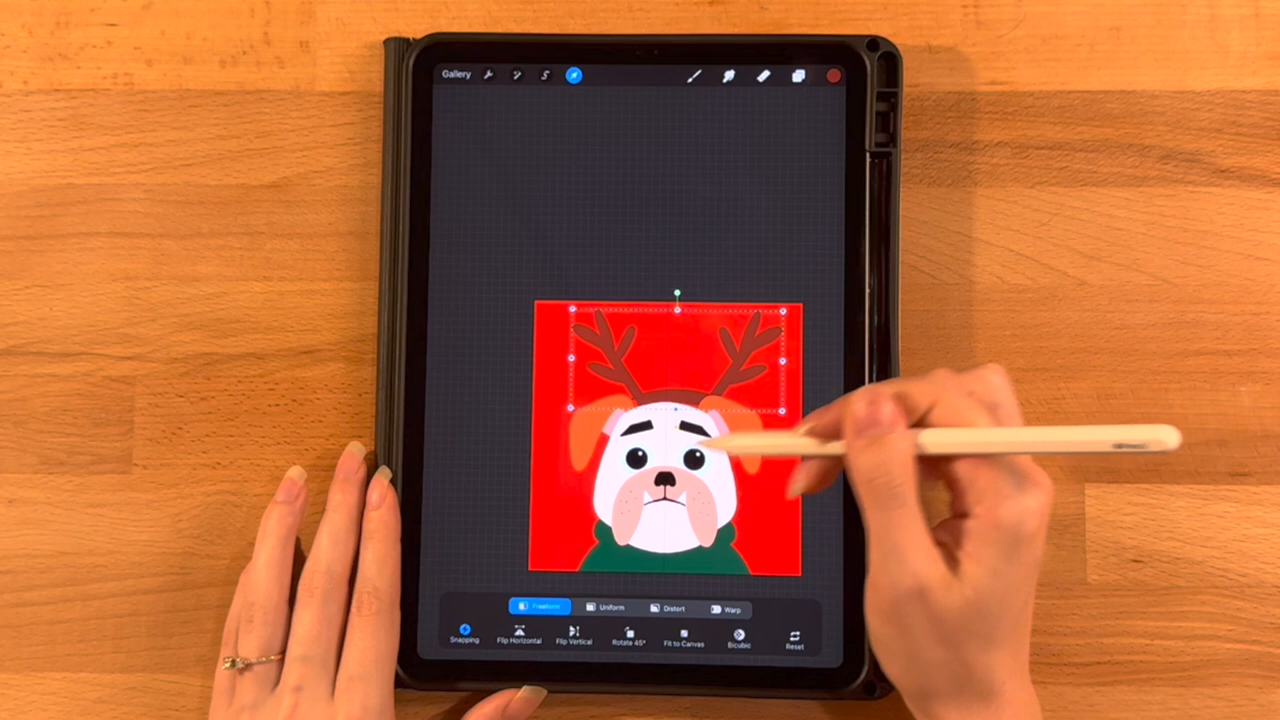 Gallery
Freeform Uniform Distort Warp
Snapping Flip Horizontal Flip Vertical Rotate 45° Fit to Canvas Bicubic Reset